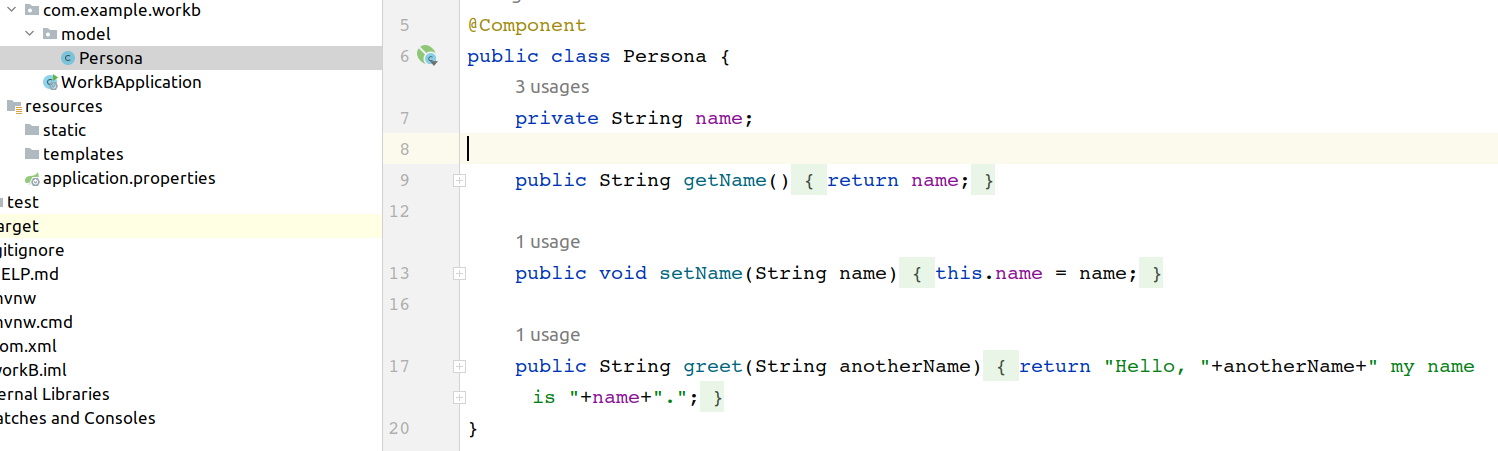 com.example.workb
model
Persona
WorkBApplication
resources
static
templates
application.properties
test
arget
gitignore
ELP.md
nvnw
nvnw.cmd
om.xml
workB.iml
ernal Libraries
atches and Consoles
5 @Component
6 public class Persona {
3 usages
7 private String name;
8
9 public String getName() { return name; }
12
1 usage
13 public void setName(String name) { this.name = name; }
16
1 usage
17 public String greet(String anotherName) { return "Hello, "+anotherName+" my name
is "+name+"."; }
20 }